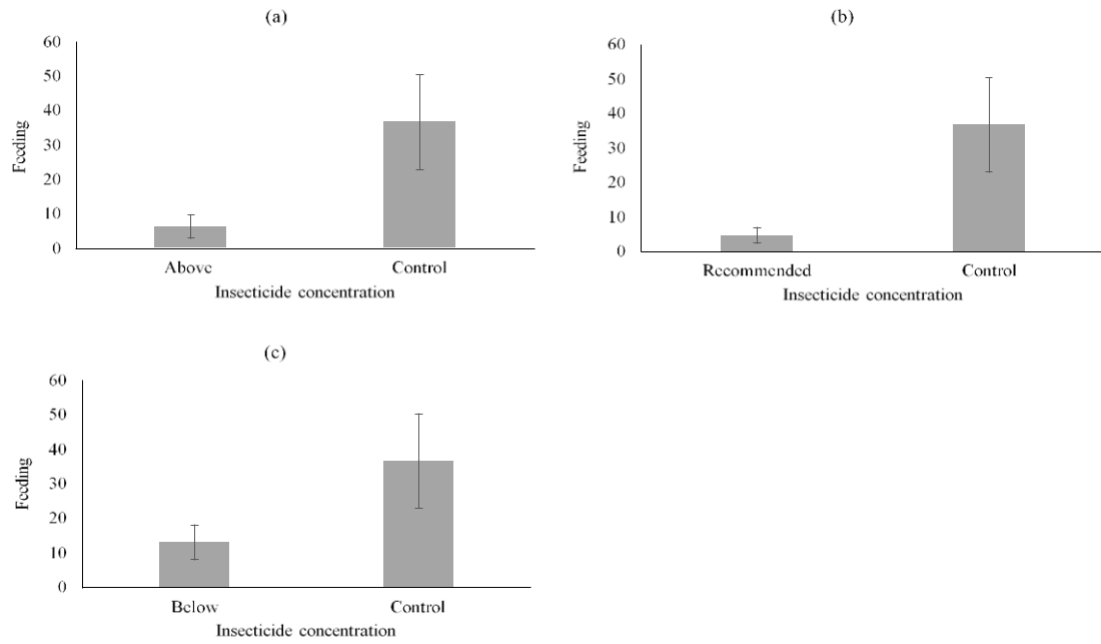 (a)
60
50
40
30
20
10
0
Feeding
Above
Control
Insecticide concentration
(b)
60
50
40
30
20
10
0
Feeding
Recommended
Control
Insecticide concentration
(c)
60
50
40
30
20
10
0
Feeding
Below
Control
Insecticide concentration